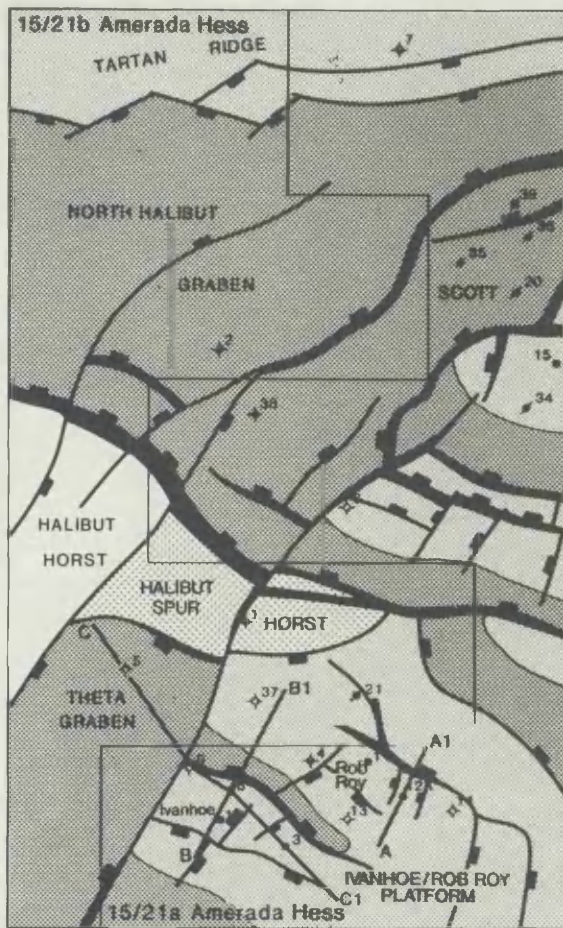 15/21b Amerada Hess
TARTAN RIDGE
7
NORTH HALIBUT
GRABEN
39
36
35
SCOTT
20
2
15
34
38
HALIBUT
HORST
HALIBUT
SPUR
1
HORST
C
5
THETA
GRABEN
37
B1
21
A1
Rob
Roy
Ivanhoe
13
3
B
A
C1
IVANHOE/ROB ROY
PLATFORM
15/21a Amerada Hess